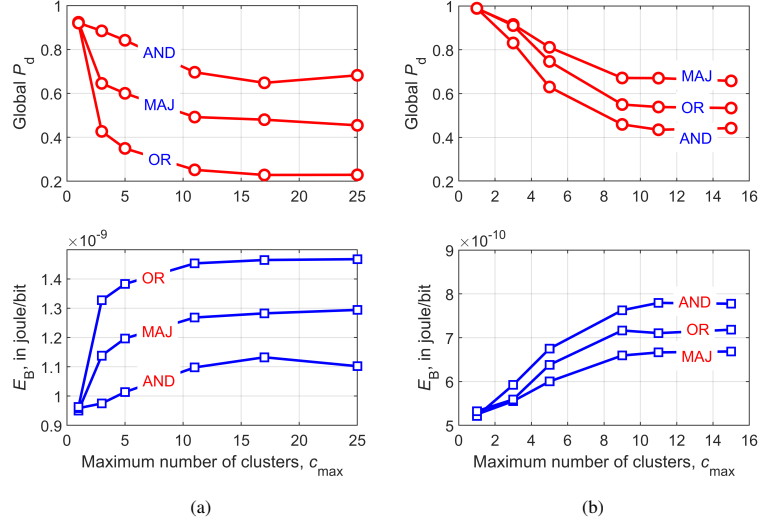 1
0.8
0.6
0.4
0.2
Global P_d
AND
MAJ
OR
0 5 10 15 20 25
1
0.8
0.6
0.4
0.2
Global P_d
MAJ
OR
AND
0 2 4 6 8 10 12 14 16
×10^-9
1.4
1.3
1.2
1.1
1
0.9
E_B, in joule/bit
OR
MAJ
AND
0 5 10 15 20 25
Maximum number of clusters, c_max
(a)
×10^-10
9
8
7
6
5
E_B, in joule/bit
AND
OR
MAJ
0 2 4 6 8 10 12 14 16
Maximum number of clusters, c_max
(b)